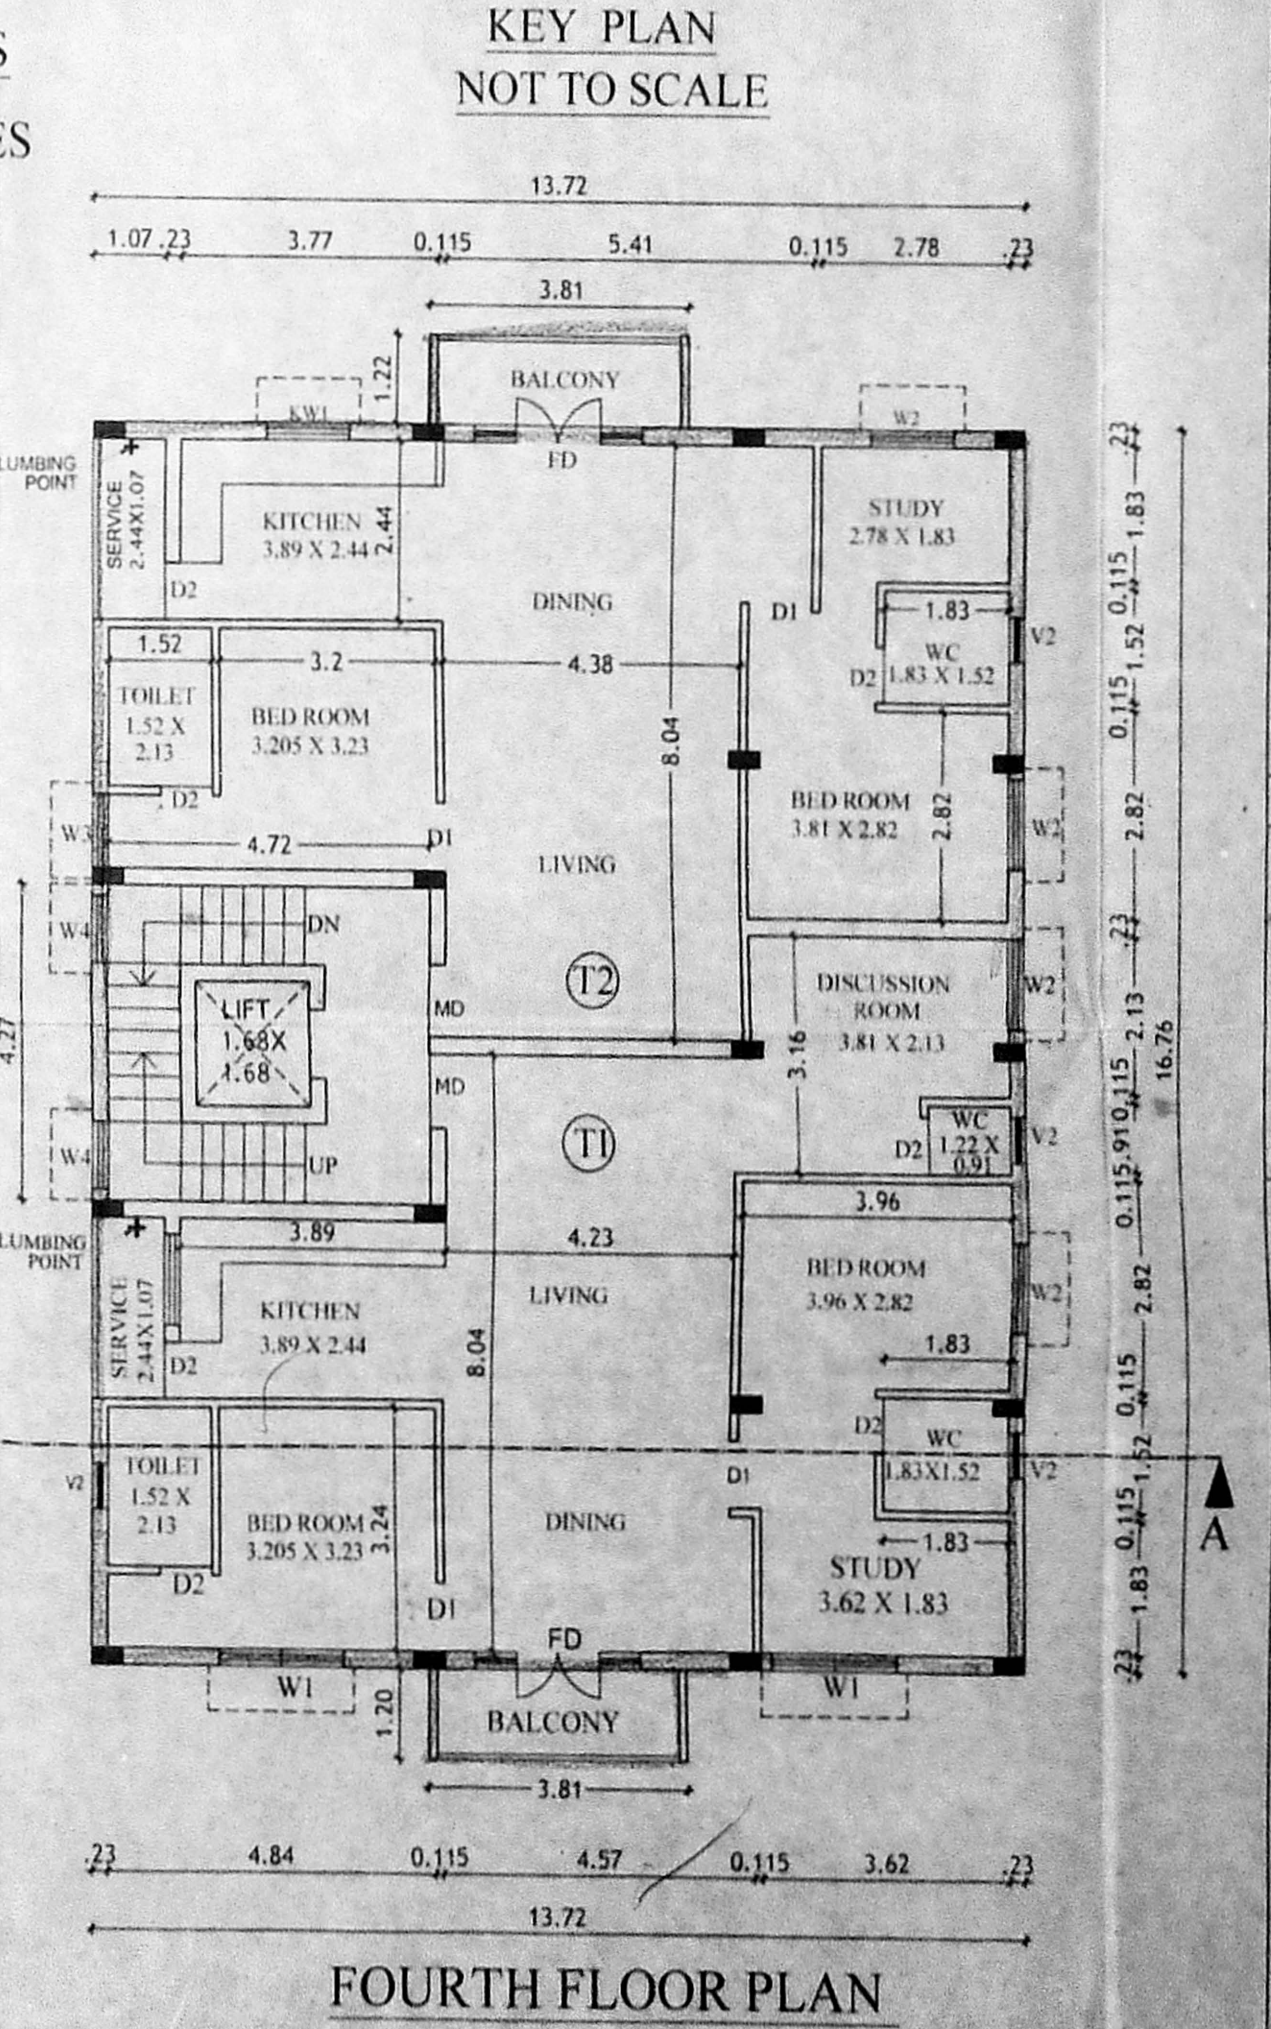 S
ES
KEY PLAN
NOT TO SCALE
13.72
1.07 .23 3.77 0.115 5.41 0.115 2.78 .23
3.81
1.22
BALCONY
KW1
W2
FD
LUMBING
POINT
SERVICE
2.44X1.07
KITCHEN
3.89 X 2.44
2.44
D2
DINING
STUDY
2.78 X 1.83
D1
1.83
WC
1.83 X 1.52
D2
V2
1.52
3.2
4.38
TOILET
1.52 X
2.13
BED ROOM
3.205 X 3.23
D2
W3
4.72
D1
8.04
LIVING
BED ROOM
3.81 X 2.82
2.82
W2
W4
DN
LIFT
1.68X
1.68
UP
W4
4.27
MD
MD
T2
T1
DISCUSSION
ROOM
3.81 X 2.13
3.16
W2
WC
1.22 X
0.91
D2
V2
LUMBING
POINT
SERVICE
2.44X1.07
3.89
4.23
3.96
KITCHEN
3.89 X 2.44
D2
LIVING
8.04
BED ROOM
3.96 X 2.82
W2
1.83
D2
WC
1.83X1.52
V2
V2
TOILET
1.52 X
2.13
BED ROOM
3.205 X 3.23
3.24
D2
D1
DINING
D1
1.83
STUDY
3.62 X 1.83
FD
W1
W1
1.20
BALCONY
3.81
.23
1.83
0.115
1.52
0.115
2.82
.23
2.13
0.115
.91
0.115
2.82
0.115
1.52
0.115
1.83
.23
16.76
A
.23 4.84 0.115 4.57 0.115 3.62 .23
13.72
FOURTH FLOOR PLAN